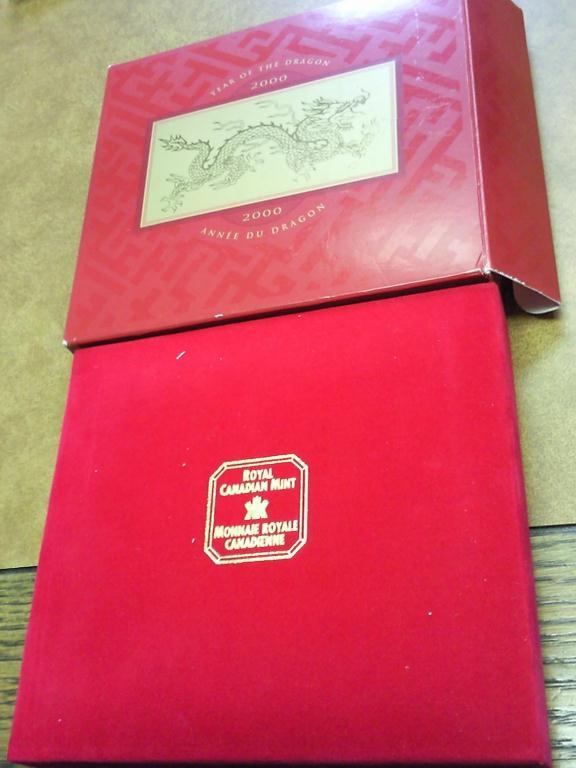 YEAR OF THE DRAGON
2000
2000
ANNÉE DU DRAGON
ROYAL
CANADIAN MINT
MONNAIE ROYALE
CANADIENNE